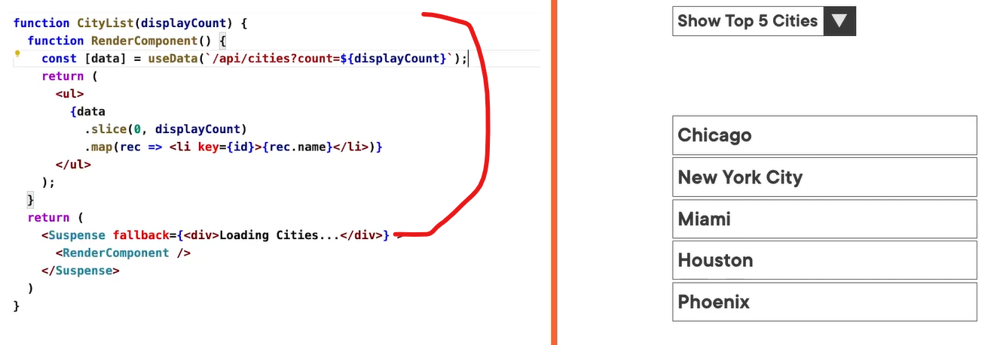 function CityList(displayCount) {
function RenderComponent() {
const [data] = useData(`/api/cities?count=${displayCount}`);
return (
<ul>
{data
.slice(0, displayCount)
.map(rec => <li key={id}>{rec.name}</li>)}
</ul>
);
}
return (
<Suspense fallback={<div>Loading Cities...</div>} >
<RenderComponent />
</Suspense>
)
}
Show Top 5 Cities
Chicago
New York City
Miami
Houston
Phoenix